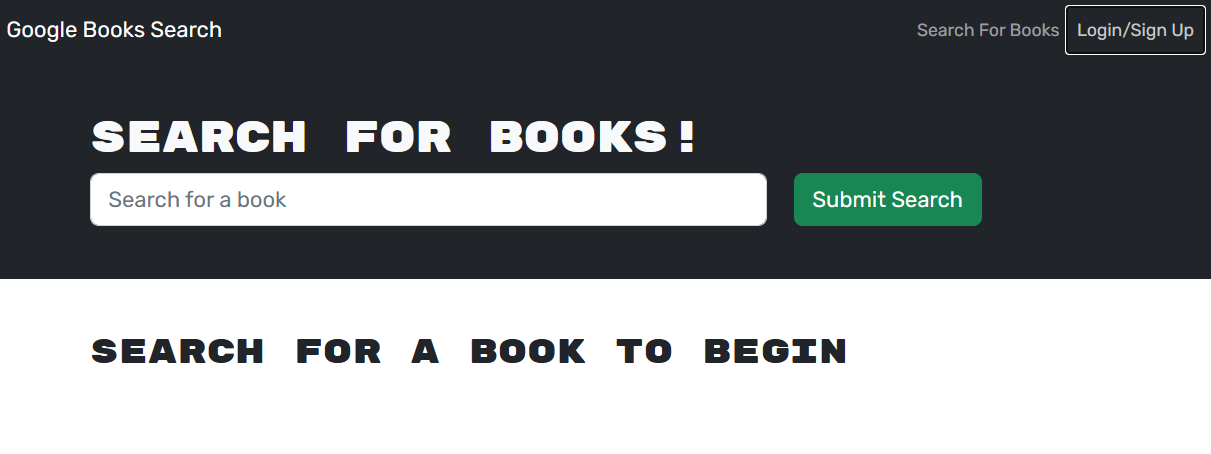 Google Books Search
Search For Books
Login/Sign Up
SEARCH FOR BOOKS!
Search for a book
Submit Search
SEARCH FOR A BOOK TO BEGIN